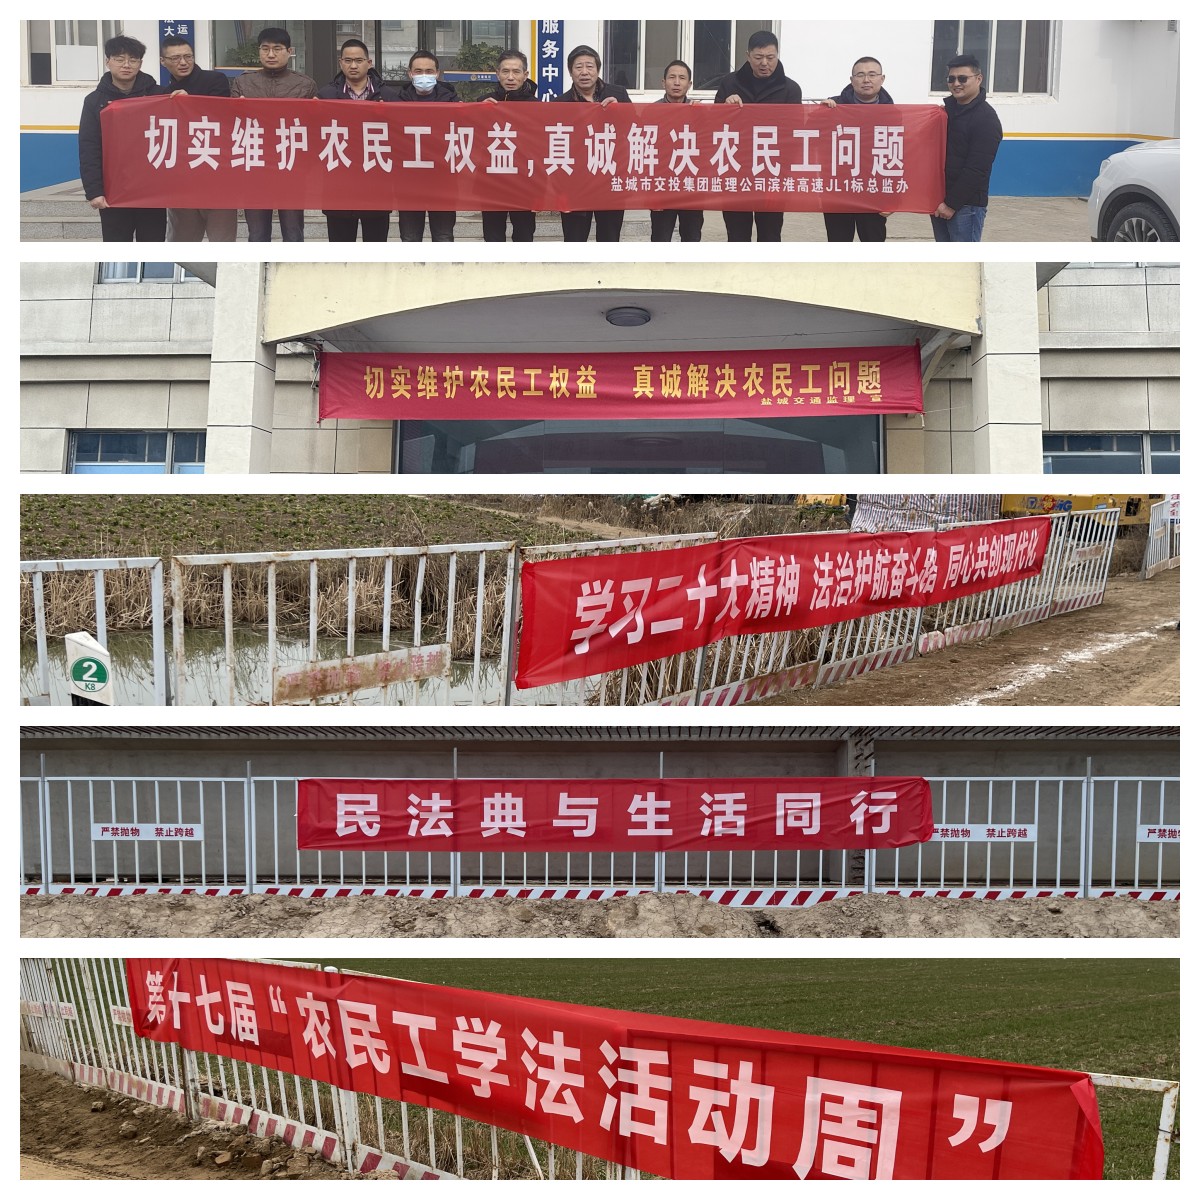 服务中心
切实维护农民工权益,真诚解决农民工问题
盐城市交投集团监理公司滨淮高速JL1标总监办
切实维护农民工权益 真诚解决农民工问题
盐城交通监理 宣
学习二十大精神 法治护航奋斗路 同心共创现代化
2
K8
民法典与生活同行
严禁抛物 禁止跨越
严禁抛物 禁止跨越
严禁抛物
第十七届“农民工学法活动周”